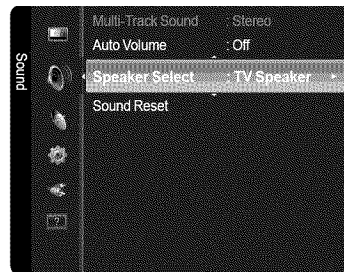 Sound
Multi-Track Sound : Stereo
Auto Volume : Off
Speaker Select : TV Speaker
Sound Reset
?